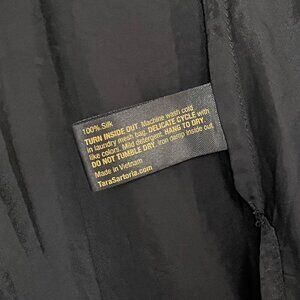 100% Silk
TURN INSIDE OUT. Machine wash cold
in laundry mesh bag. DELICATE CYCLE with
like colors. Mild detergent. HANG TO DRY.
DO NOT TUMBLE DRY. Iron damp inside out.
Made in Vietnam
TaraSartoria.com